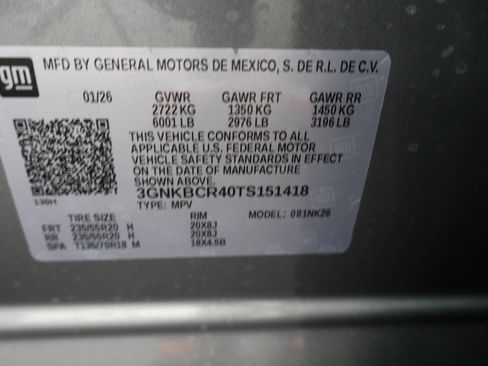 gm
MFD BY GENERAL MOTORS DE MEXICO, S. DE R.L. DE C.V.
01/26 GVWR GAWR FRT GAWR RR
2722 KG 1350 KG 1450 KG
6001 LB 2976 LB 3196 LB
THIS VEHICLE CONFORMS TO ALL
APPLICABLE U.S. FEDERAL MOTOR
VEHICLE SAFETY STANDARDS IN EFFECT
ON THE DATE OF MANUFACTURE
3GNKBCR40TS151418
TYPE: MPV MODEL: 081NK26
TIRE SIZE RIM
FRT 235/55R20 H 20X8J
RR 235/55R20 H 20X8J
SPA T135/70R18 M 18X4.5B